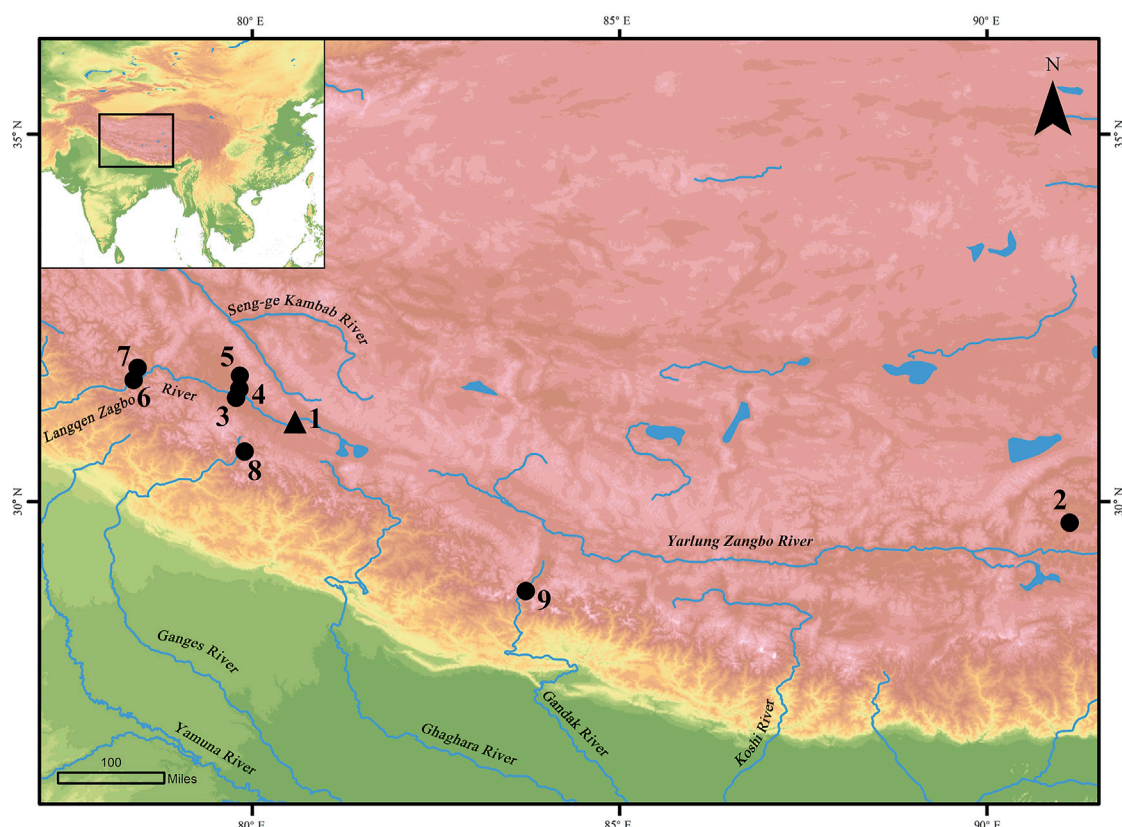 80° E
85° E
90° E
N
35° N
35° N
Seng-ge Kambab River
7
5
6
4
Langqen Zagbo River
3
1
8
30° N
30° N
2
Yarlung Zangbo River
9
Ganges River
Gandak River
Koshi River
Ghaghara River
Yamuna River
100
Miles
80° E
85° E
90° E